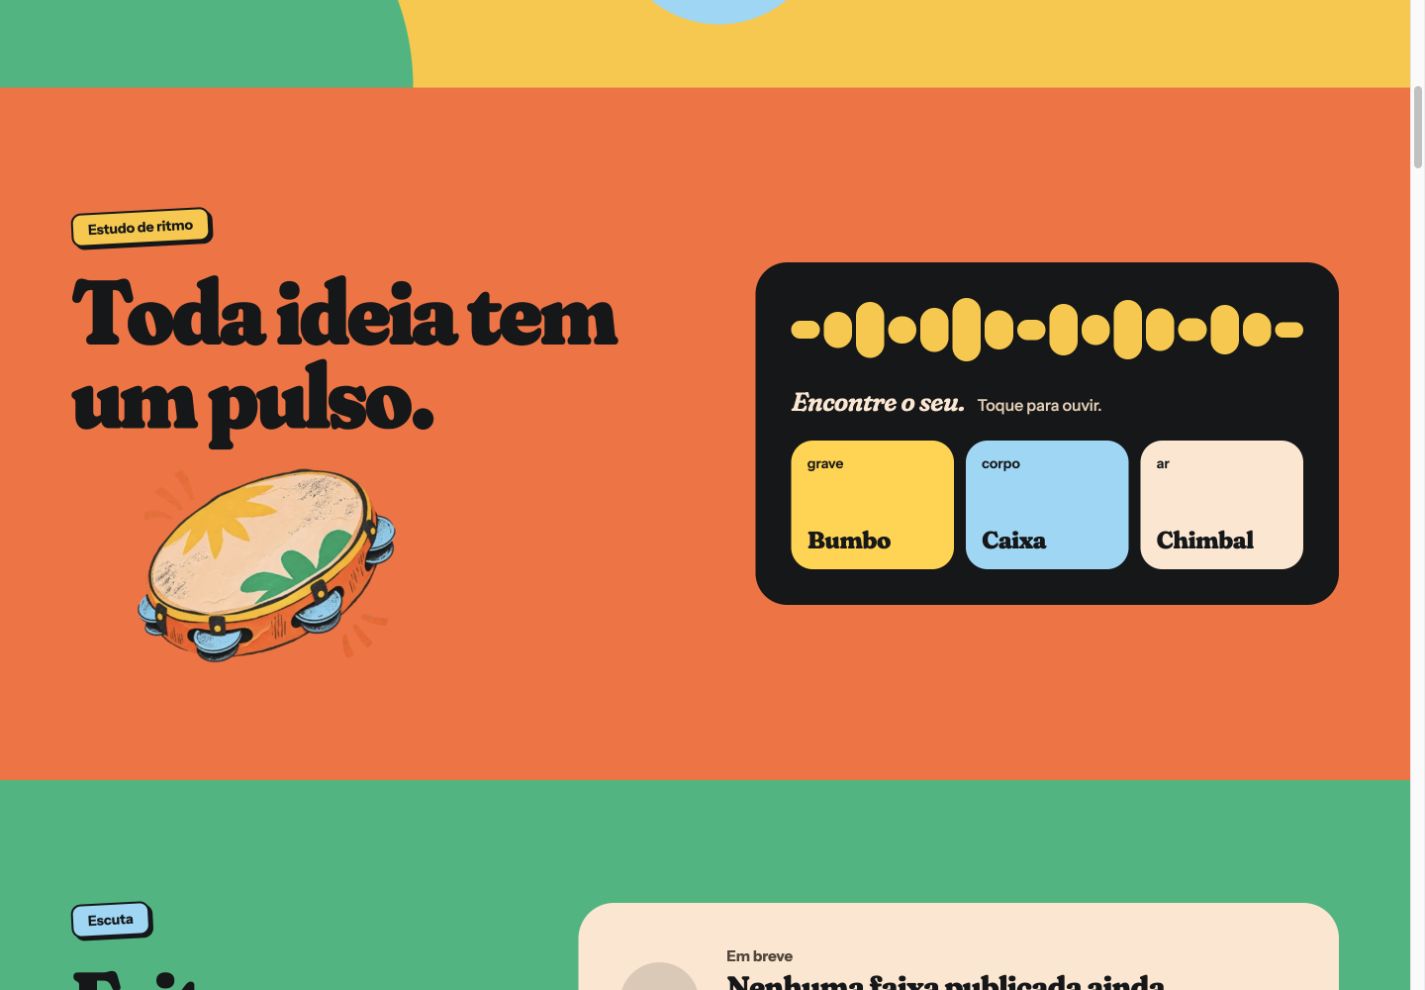 Estudo de ritmo
Toda ideia tem
um pulso.
Encontre o seu. Toque para ouvir.
grave
Bumbo
corpo
Caixa
ar
Chimbal
Escuta
Em breve
Nenhuma faixa publicada ainda